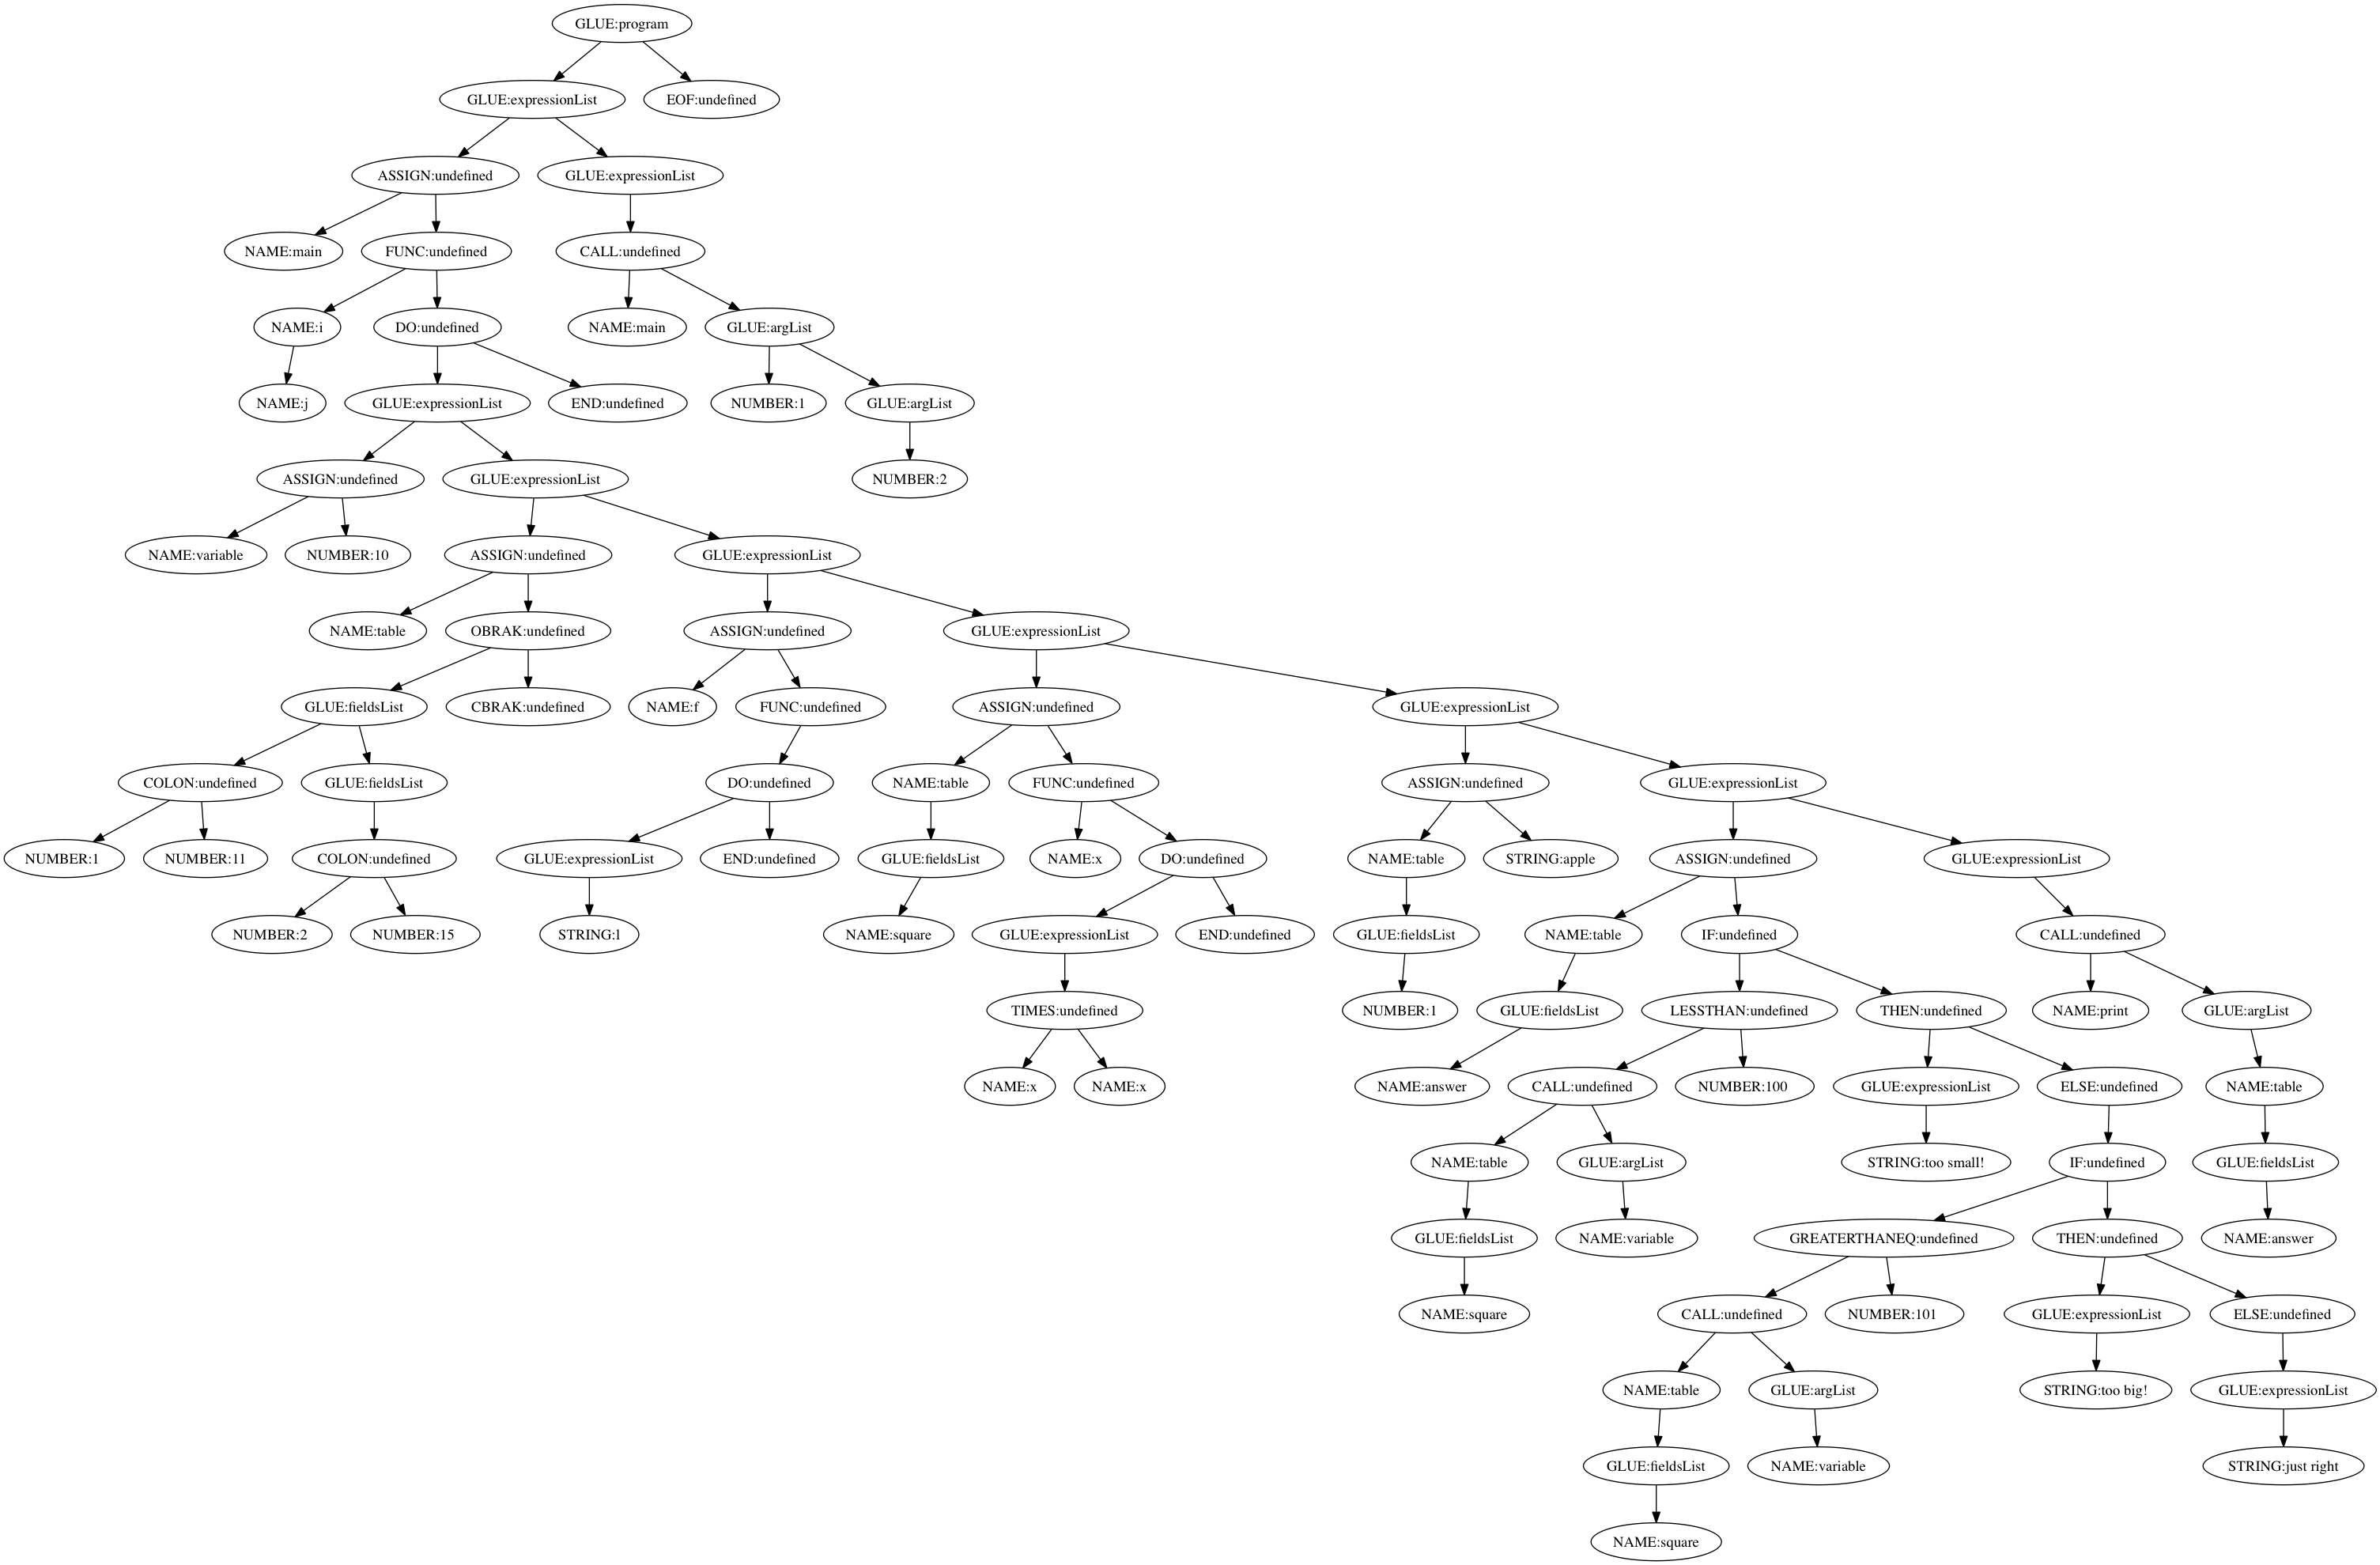 GLUE:program
GLUE:expressionList
EOF:undefined
ASSIGN:undefined
GLUE:expressionList
NAME:main
FUNC:undefined
CALL:undefined
NAME:i
DO:undefined
NAME:main
GLUE:argList
NAME:j
GLUE:expressionList
END:undefined
NUMBER:1
GLUE:argList
ASSIGN:undefined
GLUE:expressionList
NUMBER:2
NAME:variable
NUMBER:10
ASSIGN:undefined
GLUE:expressionList
NAME:table
OBRAK:undefined
ASSIGN:undefined
GLUE:expressionList
GLUE:fieldsList
CBRAK:undefined
NAME:f
FUNC:undefined
ASSIGN:undefined
GLUE:expressionList
COLON:undefined
GLUE:fieldsList
DO:undefined
NAME:table
FUNC:undefined
ASSIGN:undefined
GLUE:expressionList
NUMBER:1
NUMBER:11
COLON:undefined
GLUE:expressionList
END:undefined
GLUE:fieldsList
NAME:x
DO:undefined
NAME:table
STRING:apple
ASSIGN:undefined
GLUE:expressionList
NUMBER:2
NUMBER:15
STRING:l
NAME:square
GLUE:expressionList
END:undefined
GLUE:fieldsList
NAME:table
IF:undefined
CALL:undefined
TIMES:undefined
NUMBER:1
GLUE:fieldsList
LESSTHAN:undefined
THEN:undefined
NAME:print
GLUE:argList
NAME:x
NAME:x
NAME:answer
CALL:undefined
NUMBER:100
GLUE:expressionList
ELSE:undefined
NAME:table
NAME:table
GLUE:argList
STRING:too small!
IF:undefined
GLUE:fieldsList
GLUE:fieldsList
NAME:variable
GREATERTHANEQ:undefined
THEN:undefined
NAME:answer
NAME:square
CALL:undefined
NUMBER:101
GLUE:expressionList
ELSE:undefined
NAME:table
GLUE:argList
STRING:too big!
GLUE:expressionList
GLUE:fieldsList
NAME:variable
STRING:just right
NAME:square